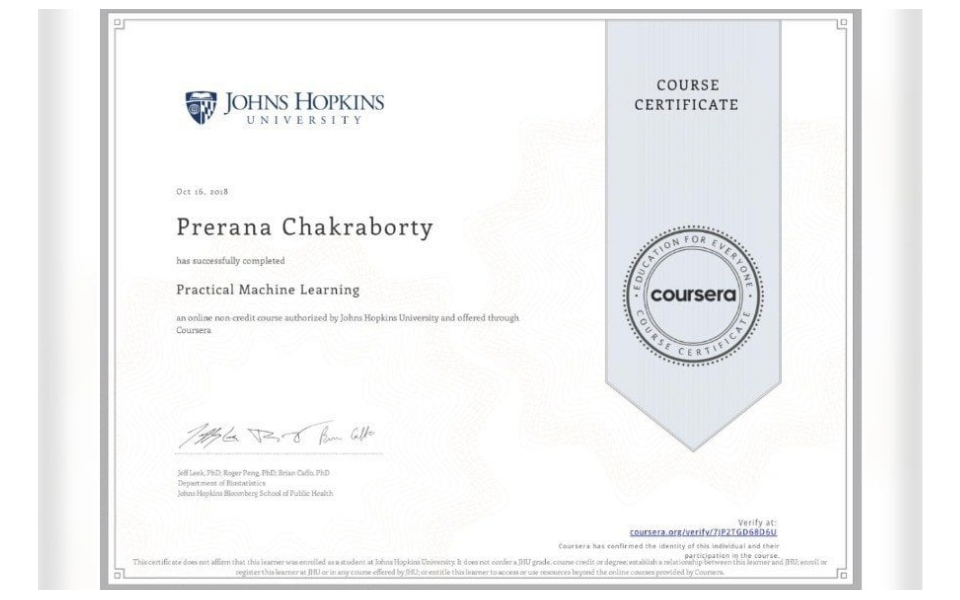 JOHNS HOPKINS
UNIVERSITY
COURSE
CERTIFICATE
Oct 16, 2018
Prerana Chakraborty
has successfully completed
Practical Machine Learning
an online non-credit course authorized by Johns Hopkins University and offered through
Coursera
EDUCATION FOR EVERYONE
coursera
COURSE CERTIFICATE
Jeff Leek, PhD; Roger Peng, PhD; Brian Caffo, PhD
Department of Biostatistics
Johns Hopkins Bloomberg School of Public Health
Verify at:
coursera.org/verify/7JP2TGD68D6U
Coursera has confirmed the identity of this individual and their
participation in the course.
This certificate does not affirm that this learner was enrolled as a student at Johns Hopkins University. It does not confer a JHU grade, course credit or degree; establish a relationship between this learner and JHU; enroll or
register this learner at JHU or in any course offered by JHU; or entitle this learner to access or use resources beyond the online courses provided by Coursera.